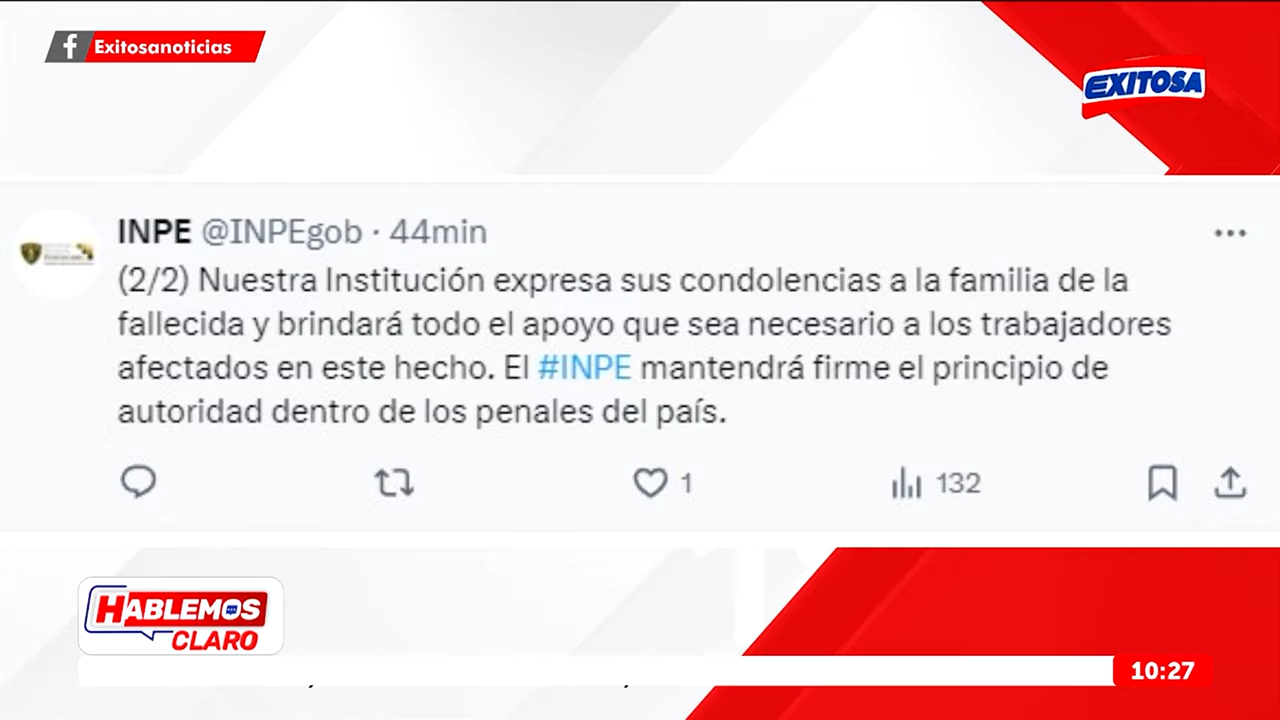 Exitosanoticias
EXITOSA
INPE @INPEgob · 44min
(2/2) Nuestra Institución expresa sus condolencias a la familia de la
fallecida y brindará todo el apoyo que sea necesario a los trabajadores
afectados en este hecho. El #INPE mantendrá firme el principio de
autoridad dentro de los penales del país.
1
132
HABLEMOS
CLARO
10:27